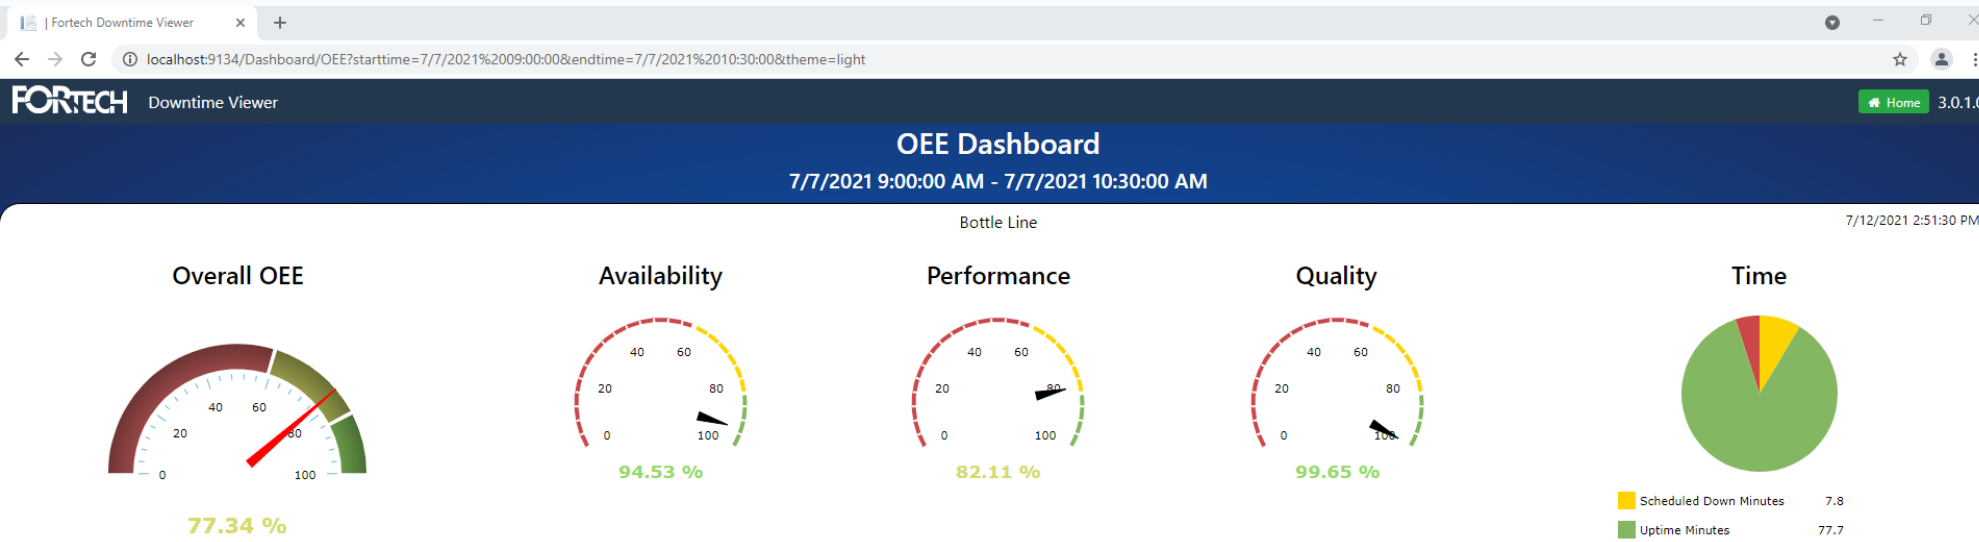 | Fortech Downtime Viewer
localhost:9134/Dashboard/OEE?starttime=7/7/2021%2009:00:00&endtime=7/7/2021%2010:30:00&theme=light
FORTECH Downtime Viewer Home 3.0.1.0
OEE Dashboard
7/7/2021 9:00:00 AM - 7/7/2021 10:30:00 AM
Bottle Line 7/12/2021 2:51:30 PM
Overall OEE Availability Performance Quality Time
0 20 40 60 80 100
0 20 40 60 80 100
0 20 40 60 80 100
0 20 40 60 80 100
94.53 % 82.11 % 99.65 %
77.34 %
Scheduled Down Minutes 7.8
Uptime Minutes 77.7